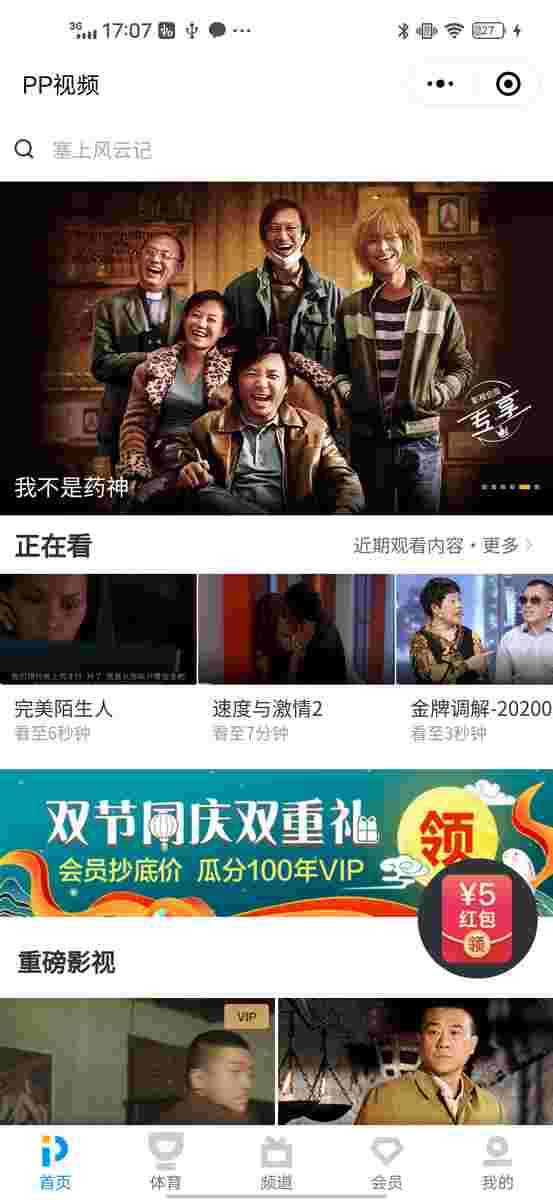 3G 17:07 27
PP视频
塞上风云记
影视会员
专享
我不是药神
正在看
近期观看内容·更多
完美陌生人
速度与激情2
金牌调解-20200
看至6秒钟
看至7分钟
看至3秒钟
双节同庆双重礼
领
会员抄底价 瓜分100年VIP
¥5
红包
领
重磅影视
VIP
首页
体育
频道
会员
我的